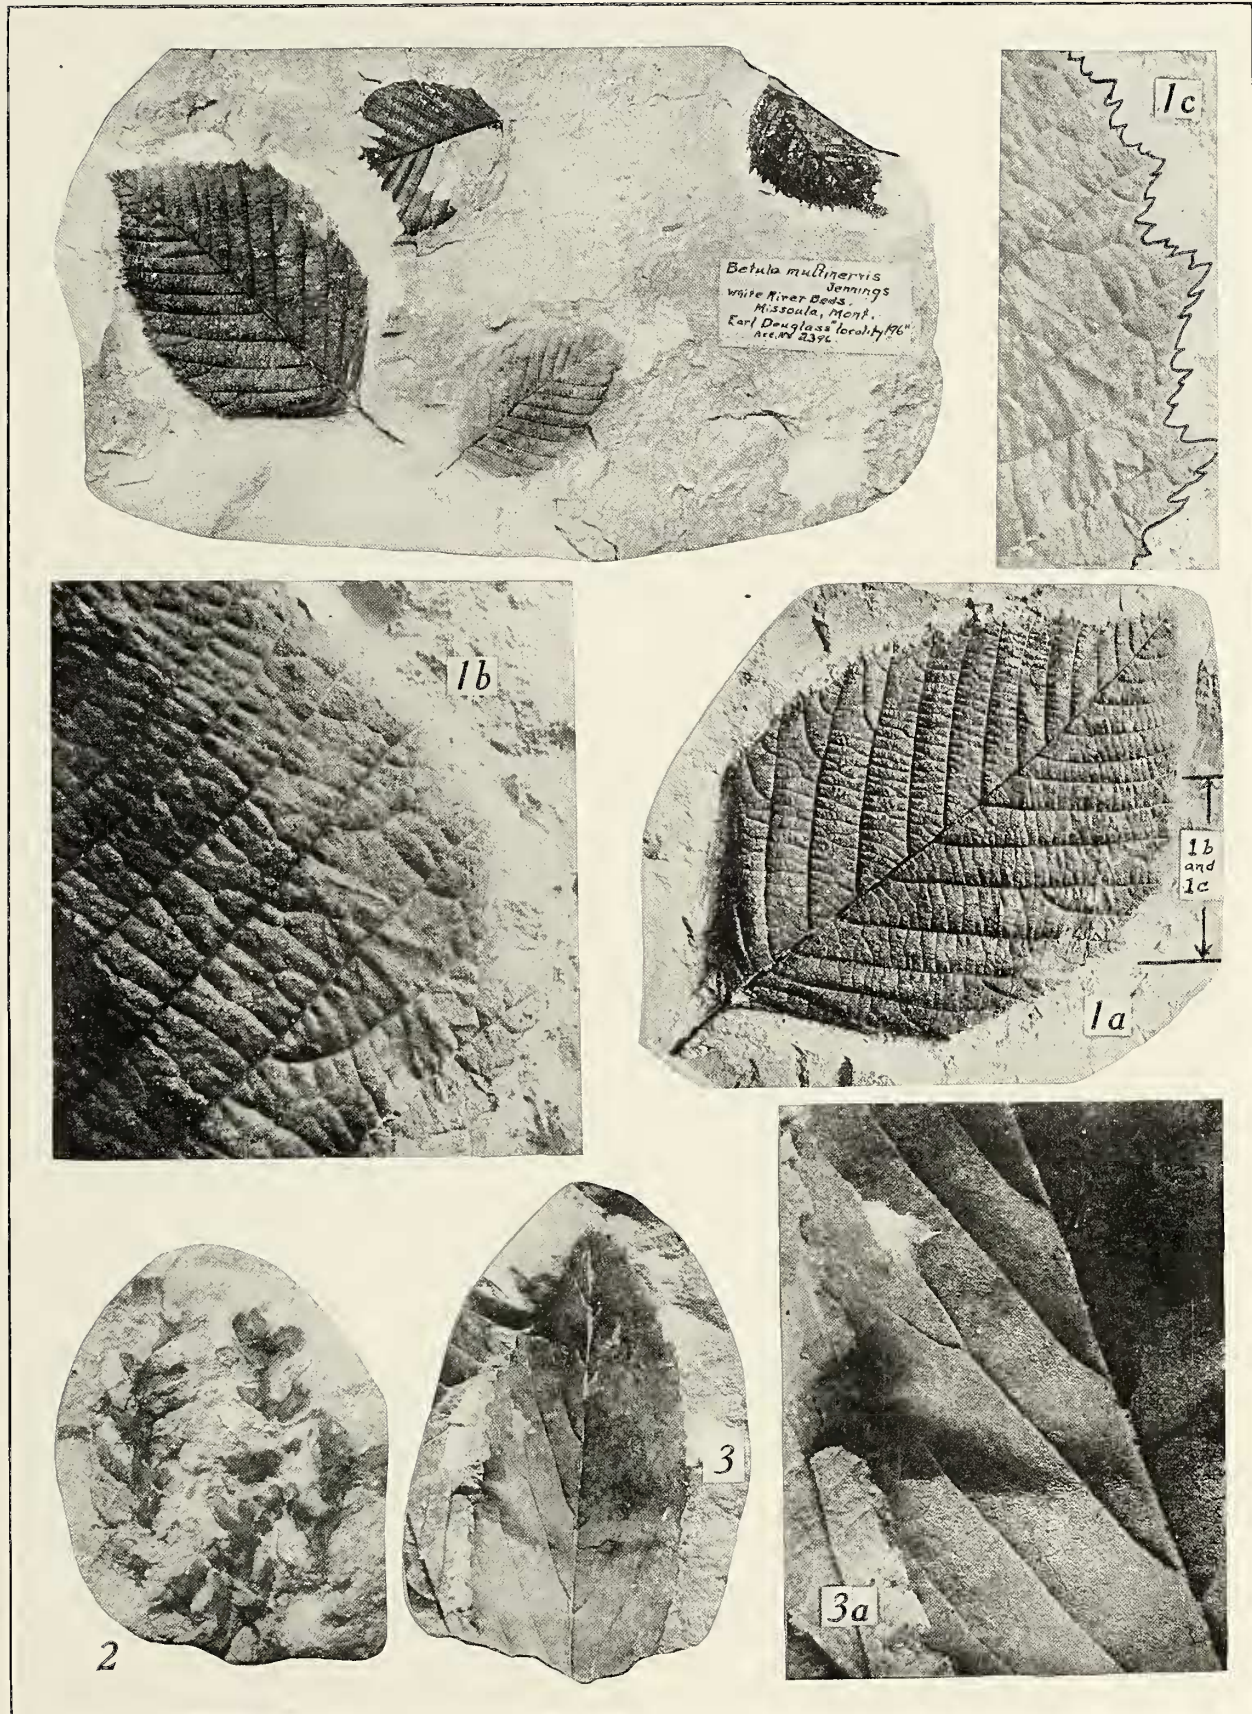 1c
Betula multinervis
Jennings
White River Beds.
Missoula, Mont.
Earl Douglass locality "96"
Acc. No 2396
1b
1b
and
1c
1a
3
3a
2